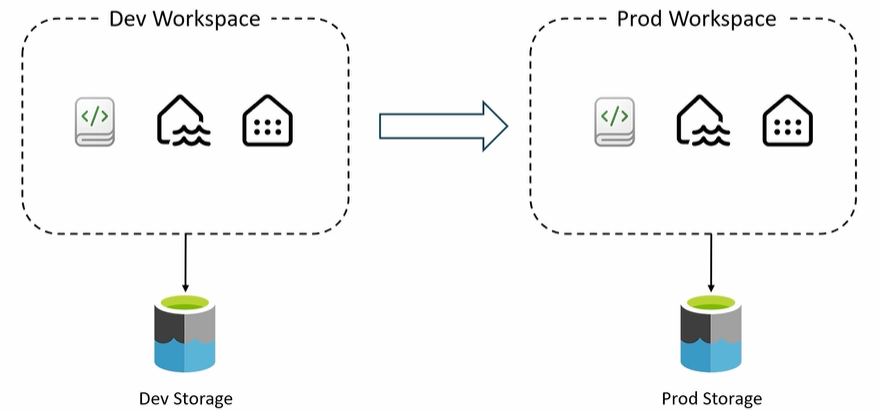 Dev Workspace
Prod Workspace
</>
</>
Dev Storage
Prod Storage